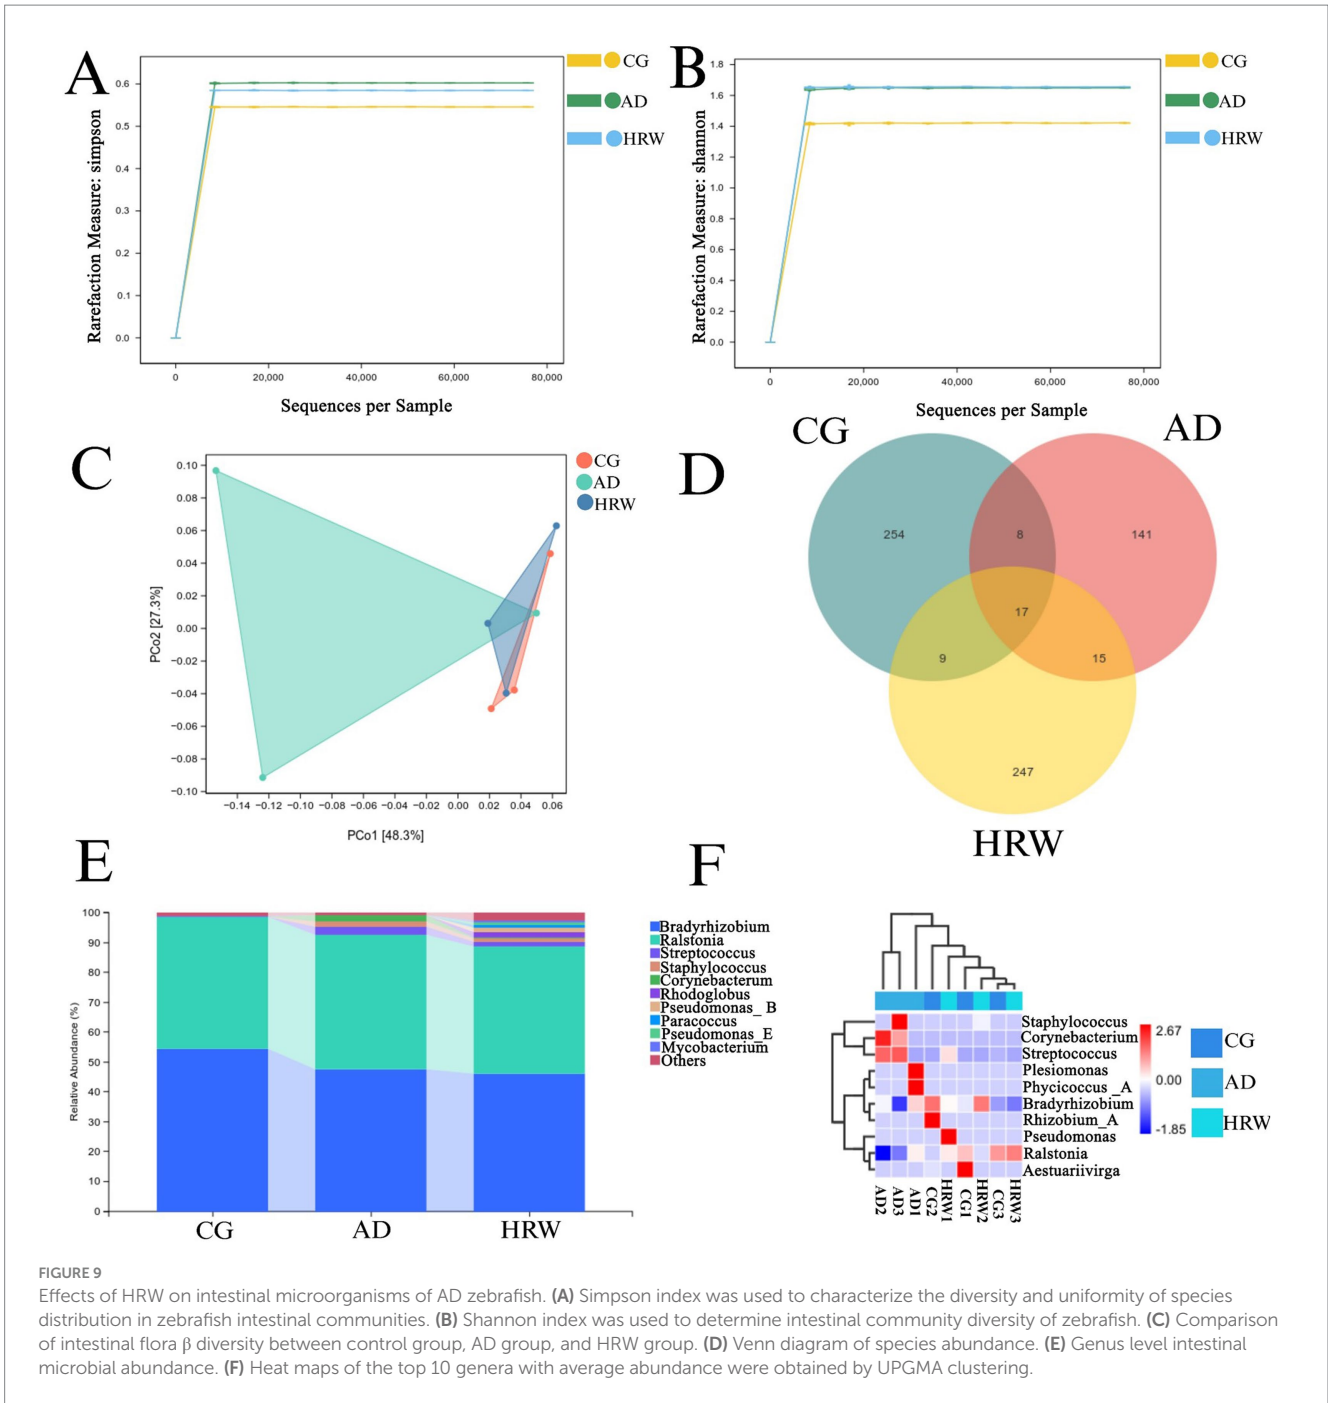 A
Rarefaction Measure: simpson
0.6
0.5
0.4
0.3
0.2
0.1
0.0
0
20,000
40,000
60,000
80,000
Sequences per Sample
CG
AD
HRW
B
Rarefaction Measure: shannon
1.8
1.6
1.4
1.2
1.0
0.8
0.6
0.4
0.2
0.0
0
20,000
40,000
60,000
80,000
Sequences per Sample
CG
AD
HRW
C
PCo2 [27.3%]
0.10
0.08
0.06
0.04
0.02
0.00
−0.02
−0.04
−0.06
−0.08
−0.10
−0.14
−0.12
−0.10
−0.08
−0.06
−0.04
−0.02
0.00
0.02
0.04
0.06
PCo1 [48.3%]
CG
AD
HRW
D
CG
AD
254
8
141
17
9
15
247
HRW
E
Relative Abundance (%)
100
90
80
70
60
50
40
30
20
10
0
CG
AD
HRW
Bradyrhizobium
Ralstonia
Streptococcus
Staphylococcus
Corynebacterum
Rhodoglobus
Pseudomonas_ B
Paracoccus
Pseudomonas_E
Mycobacterium
Others
F
Staphylococcus
Corynebacterium
Streptococcus
Plesiomonas
Phycicoccus _A
Bradyrhizobium
Rhizobium_A
Pseudomonas
Ralstonia
Aestuariivirga
AD2
AD3
AD1
CG2
HRW1
CG1
HRW2
CG3
HRW3
2.67
0.00
-1.85
CG
AD
HRW
FIGURE 9
Effects of HRW on intestinal microorganisms of AD zebrafish. (A) Simpson index was used to characterize the diversity and uniformity of species
distribution in zebrafish intestinal communities. (B) Shannon index was used to determine intestinal community diversity of zebrafish. (C) Comparison
of intestinal flora β diversity between control group, AD group, and HRW group. (D) Venn diagram of species abundance. (E) Genus level intestinal
microbial abundance. (F) Heat maps of the top 10 genera with average abundance were obtained by UPGMA clustering.